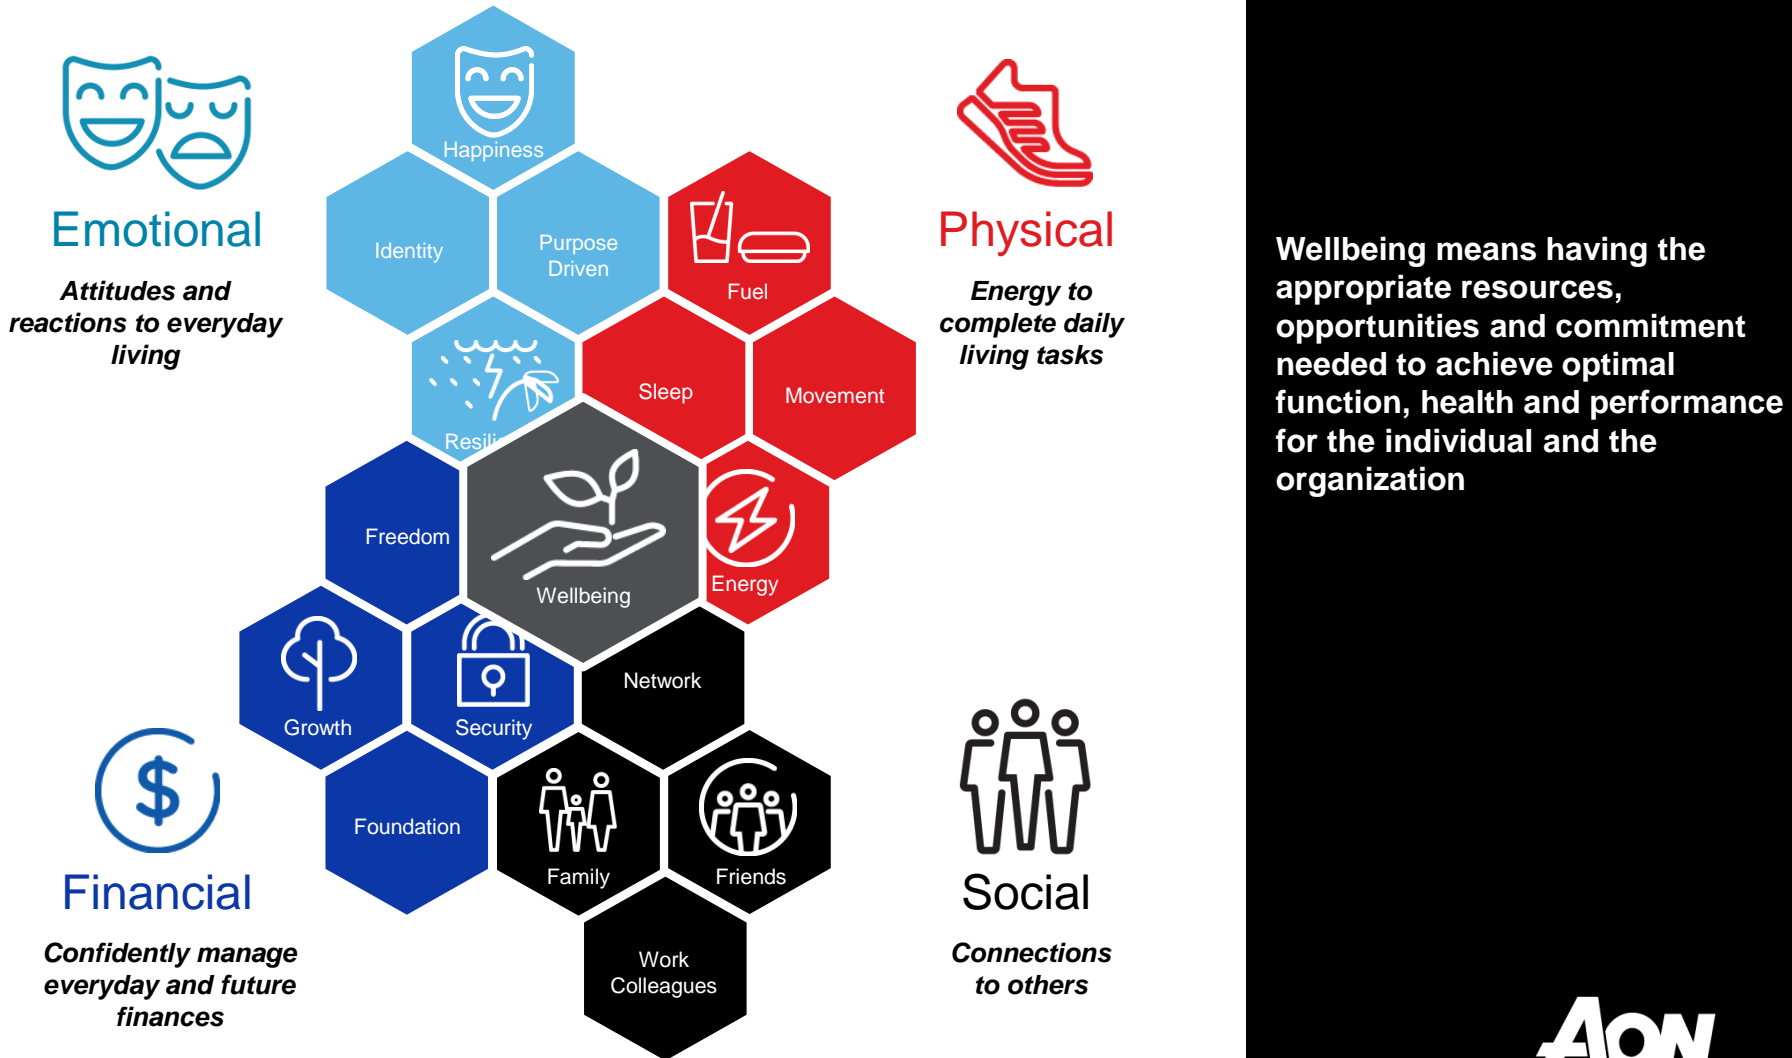 Emotional
Attitudes and
reactions to everyday
living
Happiness
Identity
Purpose
Driven
Fuel
Sleep
Movement
Freedom
Wellbeing
Energy
Growth
Security
Network
Foundation
Family
Friends
Work
Colleagues
Physical
Energy to
complete daily
living tasks
Financial
Confidently manage
everyday and future
finances
Social
Connections
to others
Wellbeing means having the
appropriate resources,
opportunities and commitment
needed to achieve optimal
function, health and performance
for the individual and the
organization
AON